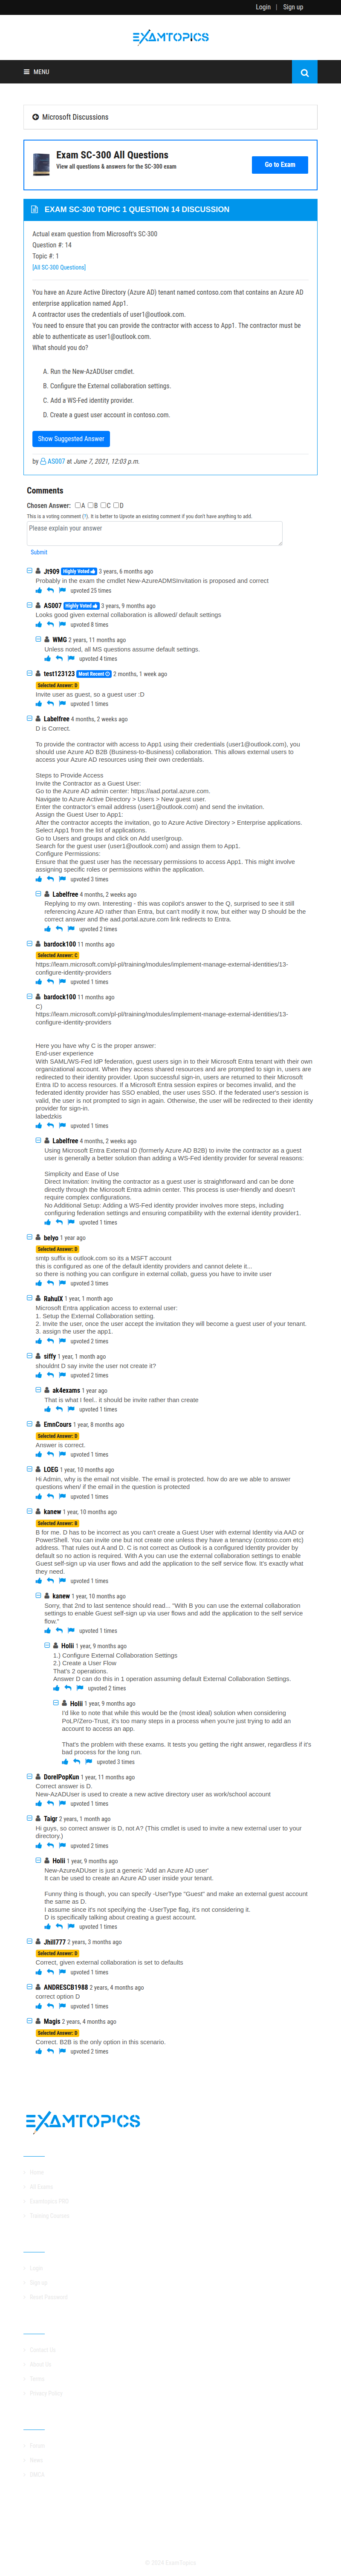 Login | Sign up
EXAMTOPICS
MENU
Microsoft Discussions
Exam SC-300 All Questions
View all questions & answers for the SC-300 exam
Go to Exam
EXAM SC-300 TOPIC 1 QUESTION 14 DISCUSSION
Actual exam question from Microsoft's SC-300
Question #: 14
Topic #: 1
[All SC-300 Questions]
You have an Azure Active Directory (Azure AD) tenant named contoso.com that contains an Azure AD
enterprise application named App1.
A contractor uses the credentials of user1@outlook.com.
You need to ensure that you can provide the contractor with access to App1. The contractor must be
able to authenticate as user1@outlook.com.
What should you do?
A. Run the New-AzADUser cmdlet.
B. Configure the External collaboration settings.
C. Add a WS-Fed identity provider.
D. Create a guest user account in contoso.com.
Show Suggested Answer
by AS007 at June 7, 2021, 12:03 p.m.
Comments
Chosen Answer: A B C D
This is a voting comment (?). It is better to Upvote an existing comment if you don't have anything to add.
Please explain your answer
Submit
Jt909 Highly Voted 3 years, 6 months ago
Probably in the exam the cmdlet New-AzureADMSInvitation is proposed and correct
upvoted 25 times
AS007 Highly Voted 3 years, 9 months ago
Looks good given external collaboration is allowed/ default settings
upvoted 8 times
WMG 2 years, 11 months ago
Unless noted, all MS questions assume default settings.
upvoted 4 times
test123123 Most Recent 2 months, 1 week ago
Selected Answer: D
Invite user as guest, so a guest user :D
upvoted 1 times
Labelfree 4 months, 2 weeks ago
D is Correct.
To provide the contractor with access to App1 using their credentials (user1@outlook.com), you
should use Azure AD B2B (Business-to-Business) collaboration. This allows external users to
access your Azure AD resources using their own credentials.
Steps to Provide Access
Invite the Contractor as a Guest User:
Go to the Azure AD admin center: https://aad.portal.azure.com.
Navigate to Azure Active Directory > Users > New guest user.
Enter the contractor's email address (user1@outlook.com) and send the invitation.
Assign the Guest User to App1:
After the contractor accepts the invitation, go to Azure Active Directory > Enterprise applications.
Select App1 from the list of applications.
Go to Users and groups and click on Add user/group.
Search for the guest user (user1@outlook.com) and assign them to App1.
Configure Permissions:
Ensure that the guest user has the necessary permissions to access App1. This might involve
assigning specific roles or permissions within the application.
upvoted 3 times
Labelfree 4 months, 2 weeks ago
Replying to my own. Interesting - this was copilot's answer to the Q, surprised to see it still
referencing Azure AD rather than Entra, but can't modify it now, but either way D should be the
correct answer and the aad.portal.azure.com link redirects to Entra.
upvoted 2 times
bardock100 11 months ago
Selected Answer: C
https://learn.microsoft.com/pl-pl/training/modules/implement-manage-external-identities/13-
configure-identity-providers
upvoted 1 times
bardock100 11 months ago
C)
https://learn.microsoft.com/pl-pl/training/modules/implement-manage-external-identities/13-
configure-identity-providers
Here you have why C is the proper answer:
End-user experience
With SAML/WS-Fed IdP federation, guest users sign in to their Microsoft Entra tenant with their own
organizational account. When they access shared resources and are prompted to sign in, users are
redirected to their identity provider. Upon successful sign-in, users are returned to Microsoft
Entra ID to access resources. If a Microsoft Entra session expires or becomes invalid, and the
federated identity provider has SSO enabled, the user uses SSO. If the federated user's session is
valid, the user is not prompted to sign in again. Otherwise, the user will be redirected to their identity
provider for sign-in.
labedzkis
upvoted 1 times
Labelfree 4 months, 2 weeks ago
Using Microsoft Entra External ID (formerly Azure AD B2B) to invite the contractor as a guest
user is generally a better solution than adding a WS-Fed identity provider for several reasons:
Simplicity and Ease of Use
Direct Invitation: Inviting the contractor as a guest user is straightforward and can be done
directly through the Microsoft Entra admin center. This process is user-friendly and doesn't
require complex configurations.
No Additional Setup: Adding a WS-Fed identity provider involves more steps, including
configuring federation settings and ensuring compatibility with the external identity provider1.
upvoted 1 times
belyo 1 year ago
Selected Answer: D
smtp suffix is outlook.com so its a MSFT account
this is configured as one of the default identity providers and cannot delete it...
so there is nothing you can configure in external collab, guess you have to invite user
upvoted 3 times
RahulX 1 year, 1 month ago
Microsoft Entra application access to external user:
1. Setup the External Collaboration setting.
2. Invite the user, once the user accept the invitation they will become a guest user of your tenant.
3. assign the user the app1.
upvoted 2 times
siffy 1 year, 1 month ago
shouldnt D say invite the user not create it?
upvoted 2 times
ak4exams 1 year ago
That is what I feel.. it should be invite rather than create
upvoted 1 times
EmnCours 1 year, 8 months ago
Selected Answer: D
Answer is correct.
upvoted 1 times
LOEG 1 year, 10 months ago
Hi Admin, why is the email not visible. The email is protected. how do are we able to answer
questions when/ if the email in the question is protected
upvoted 1 times
kanew 1 year, 10 months ago
Selected Answer: B
B for me. D has to be incorrect as you can't create a Guest User with external Identity via AAD or
PowerShell. You can invite one but not create one unless they have a tenancy (contoso.com etc)
address. That rules out A and D. C is not correct as Outlook is a configured identity provider by
default so no action is required. With A you can use the external collaboration settings to enable
Guest self-sign up via user flows and add the application to the self service flow. It's exactly what
they need.
upvoted 1 times
kanew 1 year, 10 months ago
Sorry, that 2nd to last sentence should read... "With B you can use the external collaboration
settings to enable Guest self-sign up via user flows and add the application to the self service
flow."
upvoted 1 times
Holii 1 year, 9 months ago
1.) Configure External Collaboration Settings
2.) Create a User Flow
That's 2 operations.
Answer D can do this in 1 operation assuming default External Collaboration Settings.
upvoted 2 times
Holii 1 year, 9 months ago
I'd like to note that while this would be the (most ideal) solution when considering
PoLP/Zero-Trust, it's too many steps in a process when you're just trying to add an
account to access an app.
That's the problem with these exams. It tests you getting the right answer, regardless if it's
bad process for the long run.
upvoted 3 times
DorelPopKun 1 year, 11 months ago
Correct answer is D.
New-AzADUser is used to create a new active directory user as work/school account
upvoted 1 times
Taigr 2 years, 1 month ago
Hi guys, so correct answer is D, not A? (This cmdlet is used to invite a new external user to your
directory.)
upvoted 2 times
Holii 1 year, 9 months ago
New-AzureADUser is just a generic 'Add an Azure AD user'
It can be used to create an Azure AD user inside your tenant.
Funny thing is though, you can specify -UserType "Guest" and make an external guest account
the same as D.
I assume since it's not specifying the -UserType flag, it's not considering it.
D is specifically talking about creating a guest account.
upvoted 1 times
Jhill777 2 years, 3 months ago
Selected Answer: D
Correct, given external collaboration is set to defaults
upvoted 1 times
ANDRESCB1988 2 years, 4 months ago
correct option D
upvoted 1 times
Magis 2 years, 4 months ago
Selected Answer: D
Correct. B2B is the only option in this scenario.
upvoted 2 times
EXAMTOPICS
Home
All Exams
Examtopics PRO
Training Courses
Login
Sign up
Reset Password
Contact Us
About Us
Terms
Privacy Policy
Forum
News
DMCA
© 2024 ExamTopics